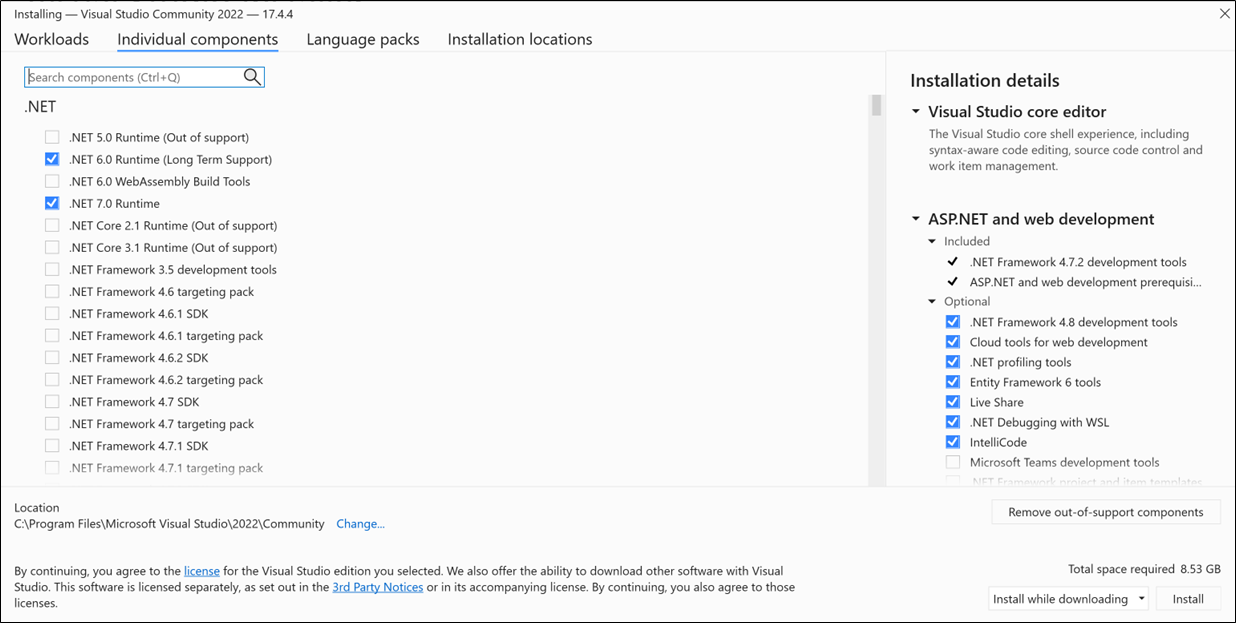 Installing — Visual Studio Community 2022 — 17.4.4
Workloads
Individual components
Language packs
Installation locations
Search components (Ctrl+Q)
.NET
.NET 5.0 Runtime (Out of support)
.NET 6.0 Runtime (Long Term Support)
.NET 6.0 WebAssembly Build Tools
.NET 7.0 Runtime
.NET Core 2.1 Runtime (Out of support)
.NET Core 3.1 Runtime (Out of support)
.NET Framework 3.5 development tools
.NET Framework 4.6 targeting pack
.NET Framework 4.6.1 SDK
.NET Framework 4.6.1 targeting pack
.NET Framework 4.6.2 SDK
.NET Framework 4.6.2 targeting pack
.NET Framework 4.7 SDK
.NET Framework 4.7 targeting pack
.NET Framework 4.7.1 SDK
.NET Framework 4.7.1 targeting pack
Installation details
Visual Studio core editor
The Visual Studio core shell experience, including
syntax-aware code editing, source code control and
work item management.
ASP.NET and web development
Included
.NET Framework 4.7.2 development tools
ASP.NET and web development prerequisi...
Optional
.NET Framework 4.8 development tools
Cloud tools for web development
.NET profiling tools
Entity Framework 6 tools
Live Share
.NET Debugging with WSL
IntelliCode
Microsoft Teams development tools
.NET Framework project and item templates
Location
C:\Program Files\Microsoft Visual Studio\2022\Community
Change...
Remove out-of-support components
By continuing, you agree to the license for the Visual Studio edition you selected. We also offer the ability to download other software with Visual
Studio. This software is licensed separately, as set out in the 3rd Party Notices or in its accompanying license. By continuing, you also agree to those
licenses.
Total space required 8.53 GB
Install while downloading
Install